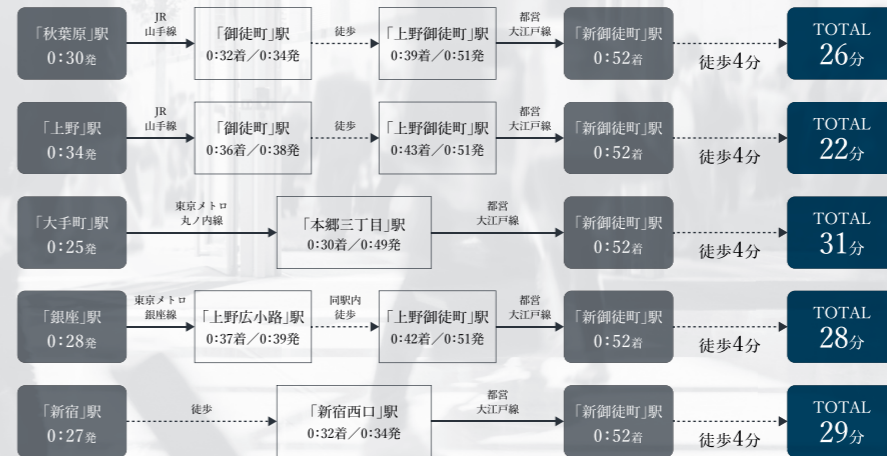 「秋葉原」駅
0:30発
JR
山手線
「御徒町」駅
0:32着／0:34発
徒歩
「上野御徒町」駅
0:39着／0:51発
都営
大江戸線
「新御徒町」駅
0:52着
徒歩4分
TOTAL
26分
「上野」駅
0:34発
JR
山手線
「御徒町」駅
0:36着／0:38発
徒歩
「上野御徒町」駅
0:43着／0:51発
都営
大江戸線
「新御徒町」駅
0:52着
徒歩4分
TOTAL
22分
「大手町」駅
0:25発
東京メトロ
丸ノ内線
「本郷三丁目」駅
0:30着／0:49発
都営
大江戸線
「新御徒町」駅
0:52着
徒歩4分
TOTAL
31分
「銀座」駅
0:28発
東京メトロ
銀座線
「上野広小路」駅
0:37着／0:39発
同駅内
徒歩
「上野御徒町」駅
0:42着／0:51発
都営
大江戸線
「新御徒町」駅
0:52着
徒歩4分
TOTAL
28分
「新宿」駅
0:27発
徒歩
「新宿西口」駅
0:32着／0:34発
都営
大江戸線
「新御徒町」駅
0:52着
徒歩4分
TOTAL
29分